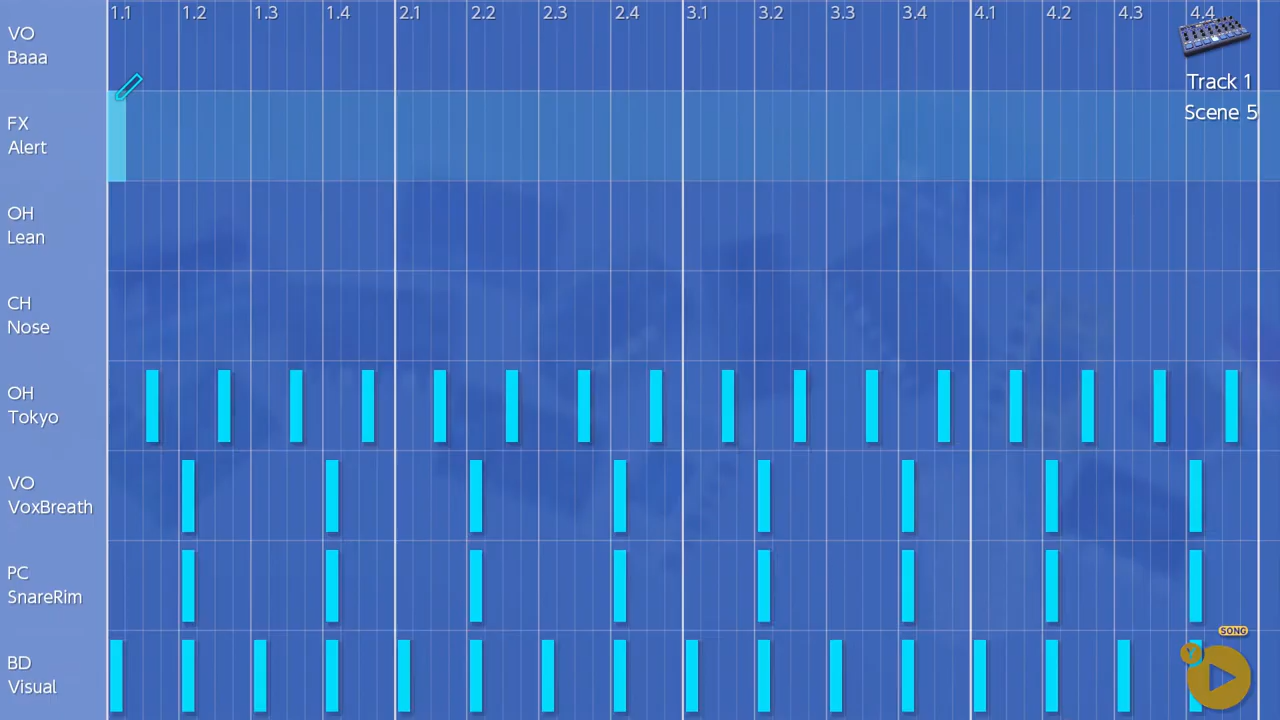 1.1 1.2 1.3 1.4 2.1 2.2 2.3 2.4 3.1 3.2 3.3 3.4 4.1 4.2 4.3 4.4
VO
Baaa
Track 1
Scene 5
FX
Alert
OH
Lean
CH
Nose
OH
Tokyo
VO
VoxBreath
PC
SnareRim
SONG
Y
BD
Visual